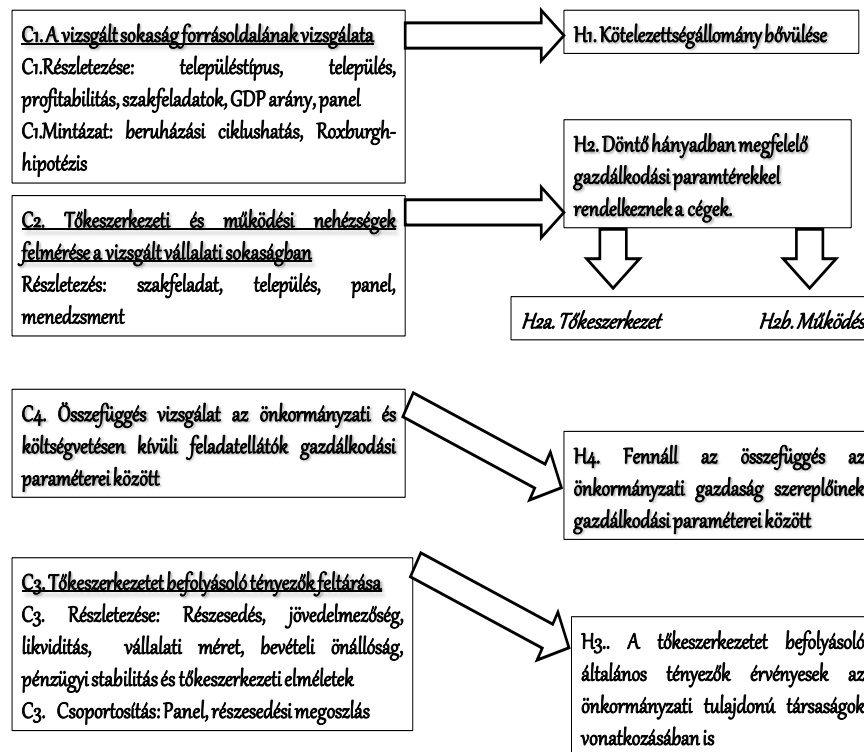 C1. A vizsgált sokaság forrásoldalának vizsgálata
C1.Részletezése: településtípus, település,
profitabilitás, szakfeladatok, GDP arány, panel
C1.Mintázat: beruházási ciklushatás, Roxburgh-
hipotézis
H1. Kötelezettségállomány bővülése
C2. Tőkeszerkezeti és működési nehézségek
felmérése a vizsgált vállalati sokaságban
Részletezés: szakfeladat, település, panel,
menedzsment
H2. Döntő hányadban megfelelő
gazdálkodási paramtérekkel
rendelkeznek a cégek.
H2a. Tőkeszerkezet H2b. Működés
C4. Összefüggés vizsgálat az önkormányzati és
költségvetésen kívüli feladatellátók gazdálkodási
paraméterei között
H4. Fennáll az összefüggés az
önkormányzati gazdaság szereplőinek
gazdálkodási paraméterei között
C3. Tőkeszerkezetet befolyásoló tényezők feltárása
C3. Részletezése: Részesedés, jövedelmezőség,
likviditás, vállalati méret, bevételi önállóság,
pénzügyi stabilitás és tőkeszerkezeti elméletek
C3. Csoportosítás: Panel, részesedési megoszlás
H3.. A tőkeszerkezetet befolyásoló
általános tényezők érvényesek az
önkormányzati tulajdonú társaságok
vonatkozásában is